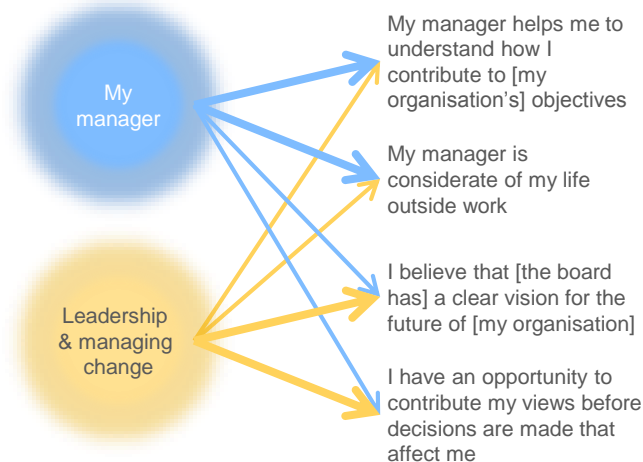 My
manager
Leadership
& managing
change
My manager helps me to
understand how I
contribute to [my
organisation's] objectives
My manager is
considerate of my life
outside work
I believe that [the board
has] a clear vision for the
future of [my organisation]
I have an opportunity to
contribute my views before
decisions are made that
affect me